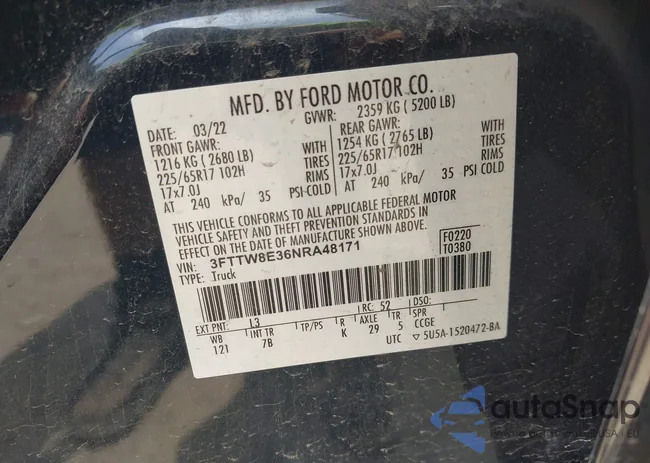 MFD. BY FORD MOTOR CO.
DATE: 03/22 GVWR: 2359 KG ( 5200 LB)
FRONT GAWR: WITH REAR GAWR: WITH
1216 KG ( 2680 LB) TIRES 1254 KG ( 2765 LB) TIRES
225/65R17 102H RIMS 225/65R17 102H RIMS
17x7.0J 17x7.0J
AT 240 kPa/ 35 PSI-COLD AT 240 kPa/ 35 PSI COLD
THIS VEHICLE CONFORMS TO ALL APPLICABLE FEDERAL MOTOR
VEHICLE SAFETY AND THEFT PREVENTION STANDARDS IN
EFFECT ON THE DATE OF MANUFACTURE SHOWN ABOVE.
VIN: 3FTTW8E36NRA48171 F0220
TYPE: Truck T0380
EXT PNT: L3 RC: 52 DSO:
WB INT TR TP/PS R AXLE TR SPR
121 7B K 29 5 CCGE
UTC ▽ 5U5A-1520472-BA
autoSnap